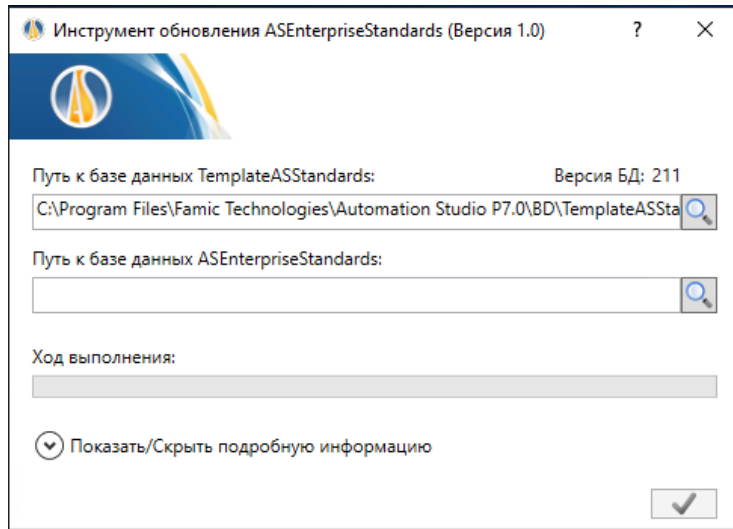 Инструмент обновления ASEnterpriseStandards (Версия 1.0) ?
Путь к базе данных TemplateASStandards: Версия БД: 211
C:\Program Files\Famic Technologies\Automation Studio P7.0\BD\TemplateASSta
Путь к базе данных ASEnterpriseStandards:
Ход выполнения:
Показать/Скрыть подробную информацию